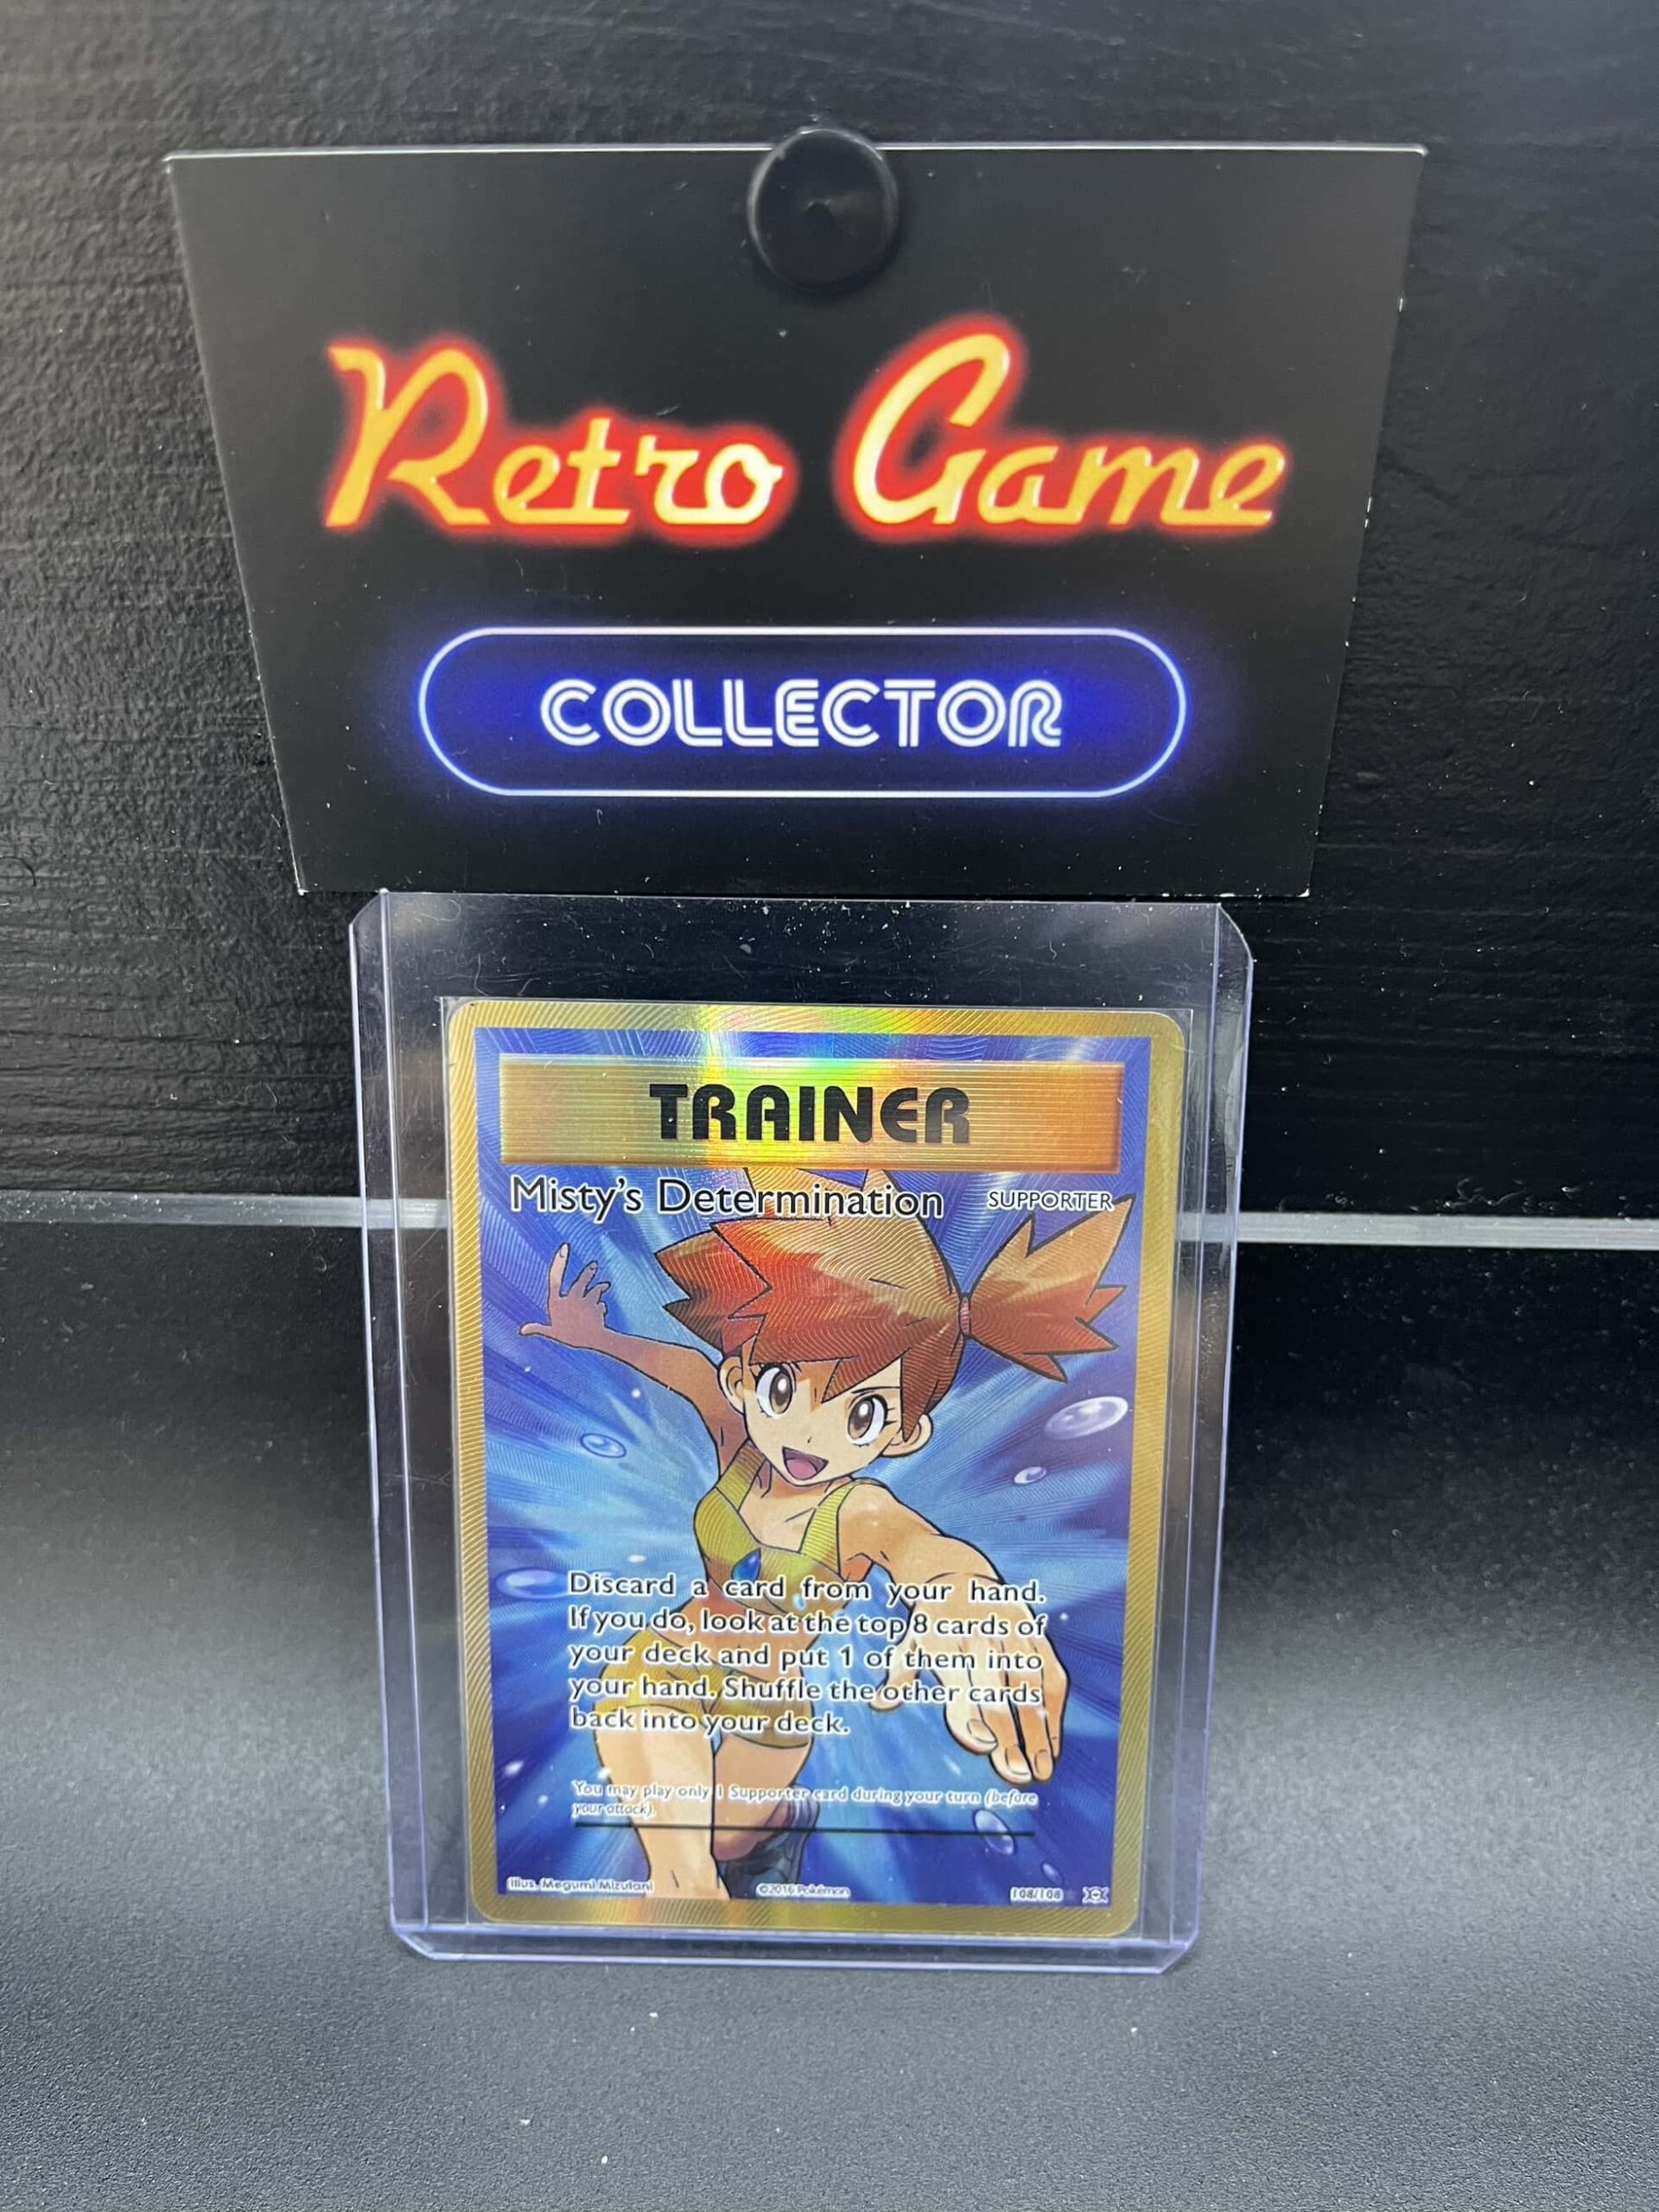 Retro Game
COLLECTOR
TRAINER
Misty's Determination SUPPORTER
Discard a card from your hand.
If you do, look at the top 8 cards of
your deck and put 1 of them into
your hand. Shuffle the other cards
back into your deck.
You may play only 1 Supporter card during your turn (before
your attack).
Illus. Megumi Mizutani ©2016 Pokémon 108/108